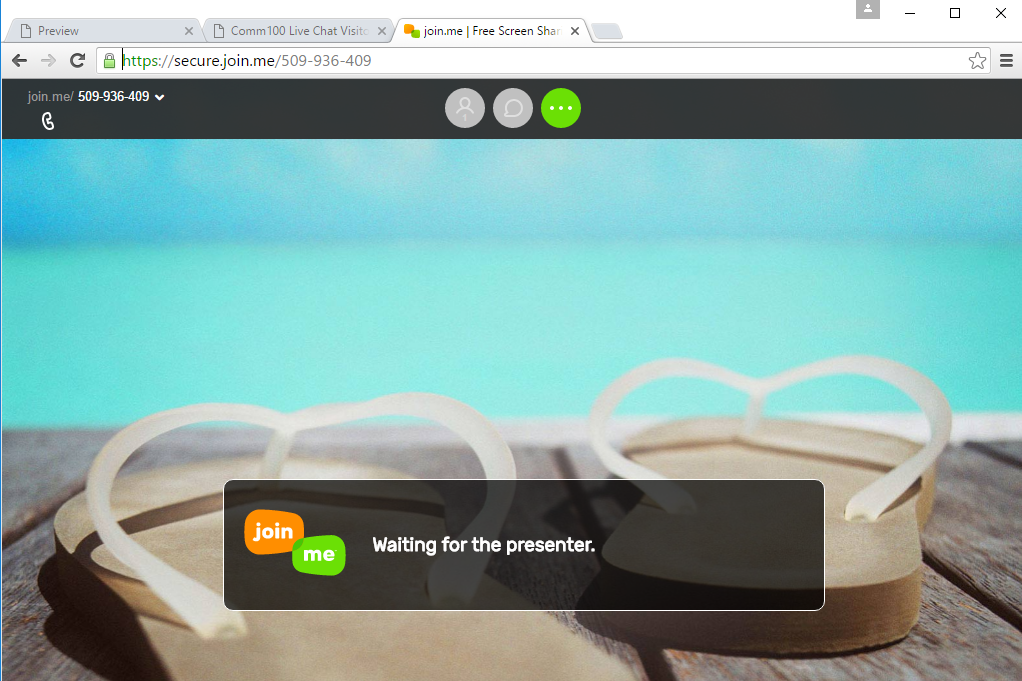 Preview
Comm100 Live Chat Visito
join.me | Free Screen Shar
https://secure.join.me/509-936-409
join.me/ 509-936-409
1
join
me
Waiting for the presenter.